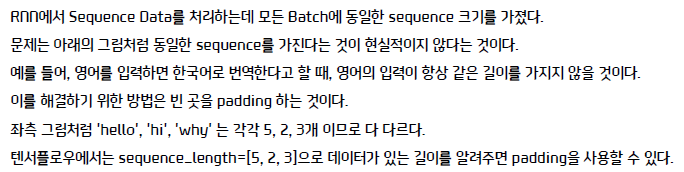 RNN에서 Sequence Data를 처리하는데 모든 Batch에 동일한 sequence 크기를 가졌다.
문제는 아래의 그림처럼 동일한 sequence를 가진다는 것이 현실적이지 않다는 것이다.
예를 들어, 영어를 입력하면 한국어로 번역한다고 할 때, 영어의 입력이 항상 같은 길이를 가지지 않을 것이다.
이를 해결하기 위한 방법은 빈 곳을 padding 하는 것이다.
좌측 그림처럼 'hello', 'hi', 'why' 는 각각 5, 2, 3개 이므로 다 다르다.
텐서플로우에서는 sequence_length=[5, 2, 3]으로 데이터가 있는 길이를 알려주면 padding을 사용할 수 있다.